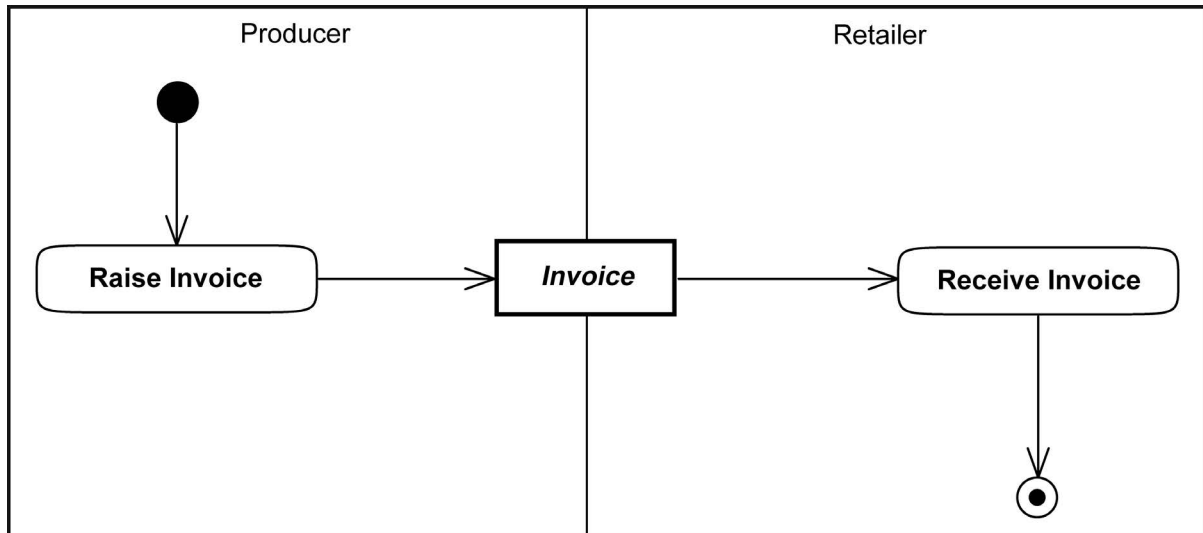 Producer
Retailer
Raise Invoice
Invoice
Receive Invoice